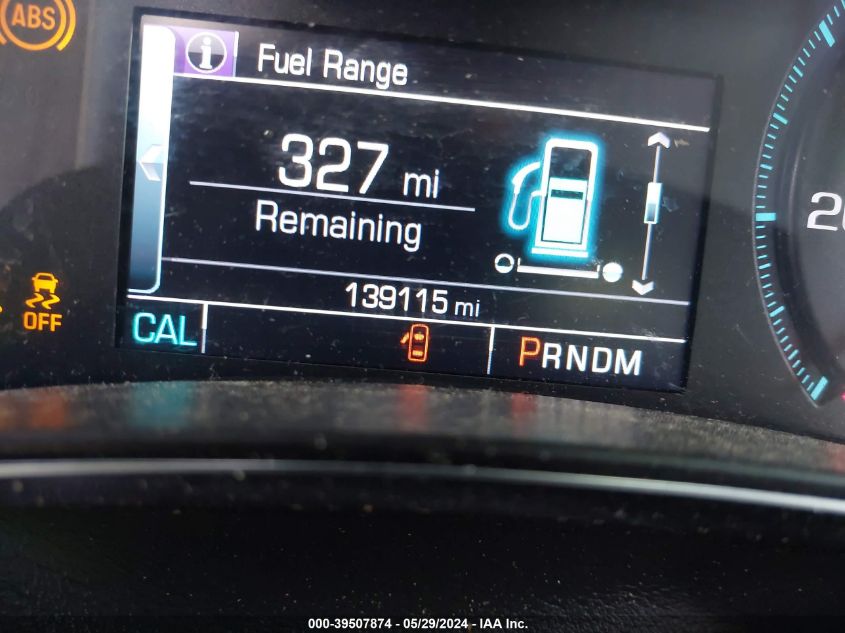 ABS
Fuel Range
327 mi
Remaining
139115 mi
OFF
CAL
PRNDM
000-39507874 - 05/29/2024 - IAA Inc.